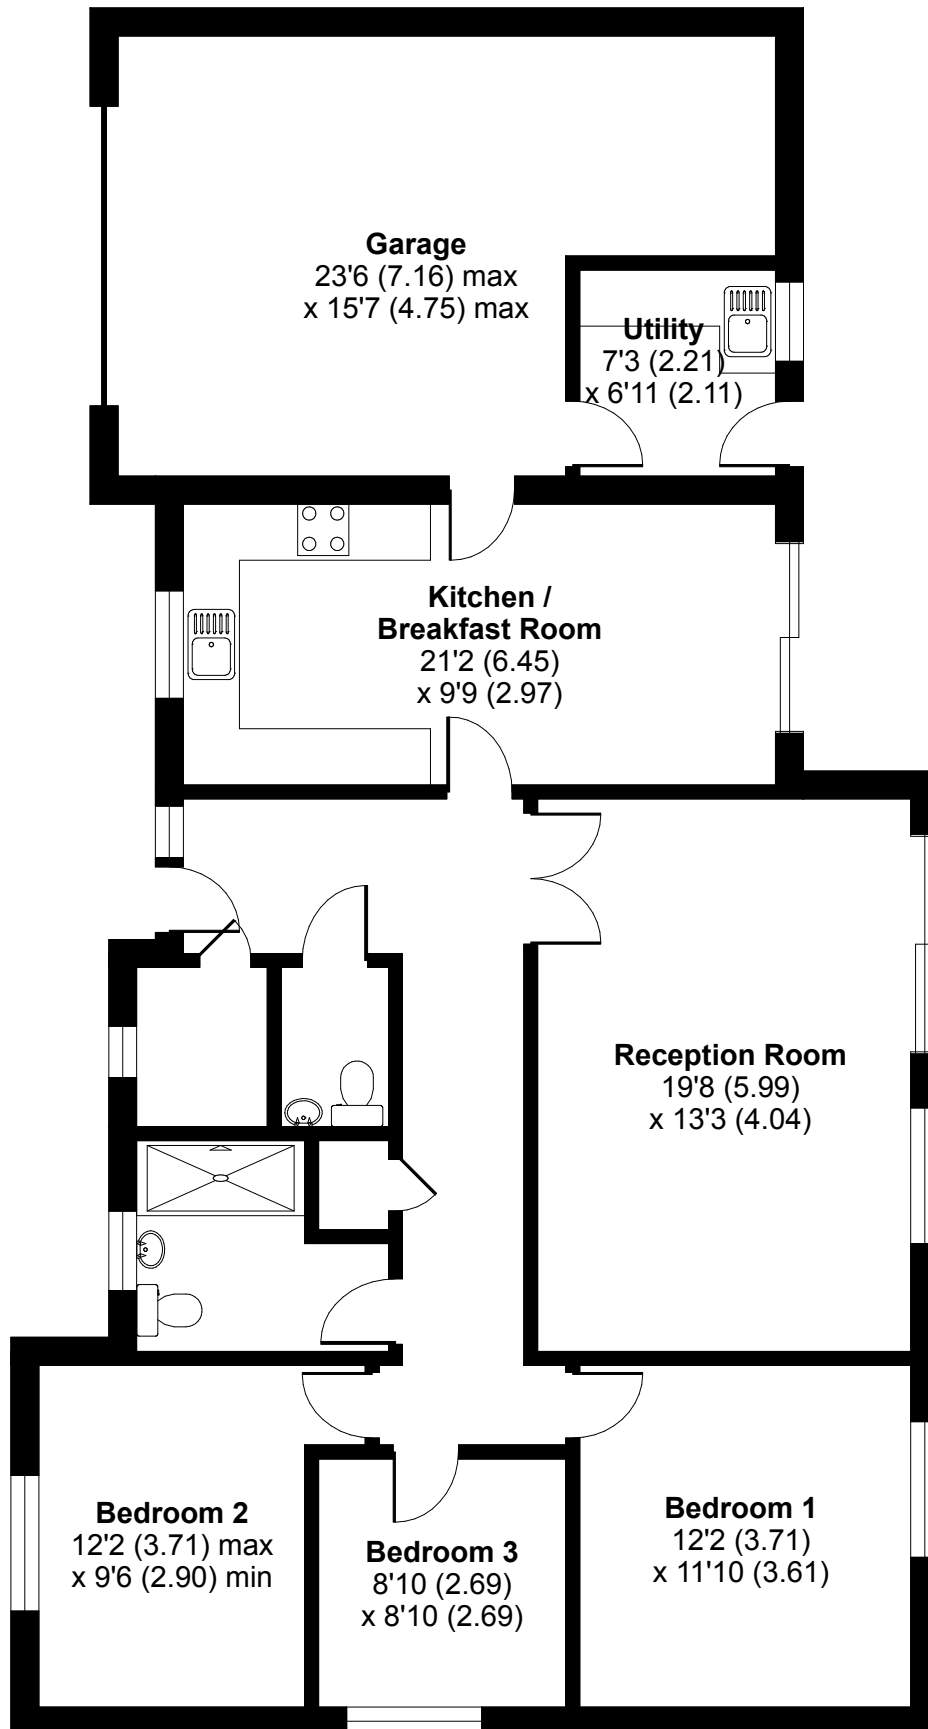 Garage
23'6 (7.16) max
x 15'7 (4.75) max
Utility
7'3 (2.21)
x 6'11 (2.11)
Kitchen /
Breakfast Room
21'2 (6.45)
x 9'9 (2.97)
Reception Room
19'8 (5.99)
x 13'3 (4.04)
Bedroom 2
12'2 (3.71) max
x 9'6 (2.90) min
Bedroom 3
8'10 (2.69)
x 8'10 (2.69)
Bedroom 1
12'2 (3.71)
x 11'10 (3.61)